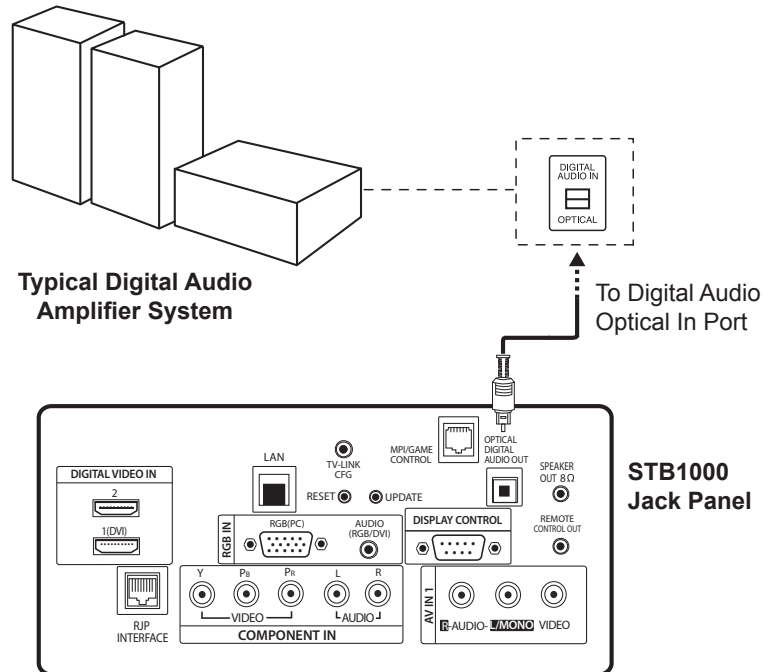 DIGITAL
AUDIO IN
OPTICAL
Typical Digital Audio
Amplifier System
To Digital Audio
Optical In Port
STB1000
Jack Panel
DIGITAL VIDEO IN
2
1(DVI)
LAN
TV-LINK
CFG
RESET
UPDATE
MPI/GAME
CONTROL
OPTICAL
DIGITAL
AUDIO OUT
SPEAKER
OUT 8Ω
RGB IN
RGB(PC)
AUDIO
(RGB/DVI)
DISPLAY CONTROL
REMOTE
CONTROL OUT
RJP
INTERFACE
Y PB PR L R
VIDEO AUDIO
COMPONENT IN
AV IN 1
R-AUDIO-L/MONO VIDEO